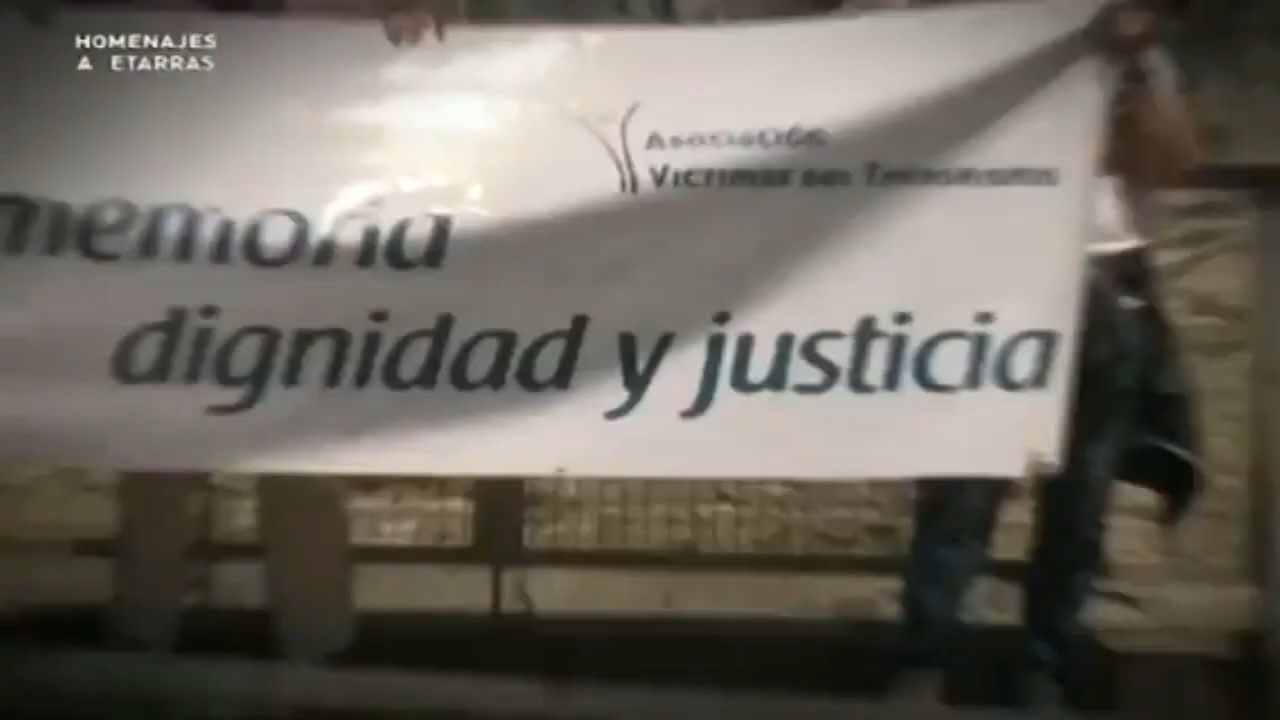 HOMENAJES
A ETARRAS
Asociación
Víctimas del Terrorismo
memoria
dignidad y justicia